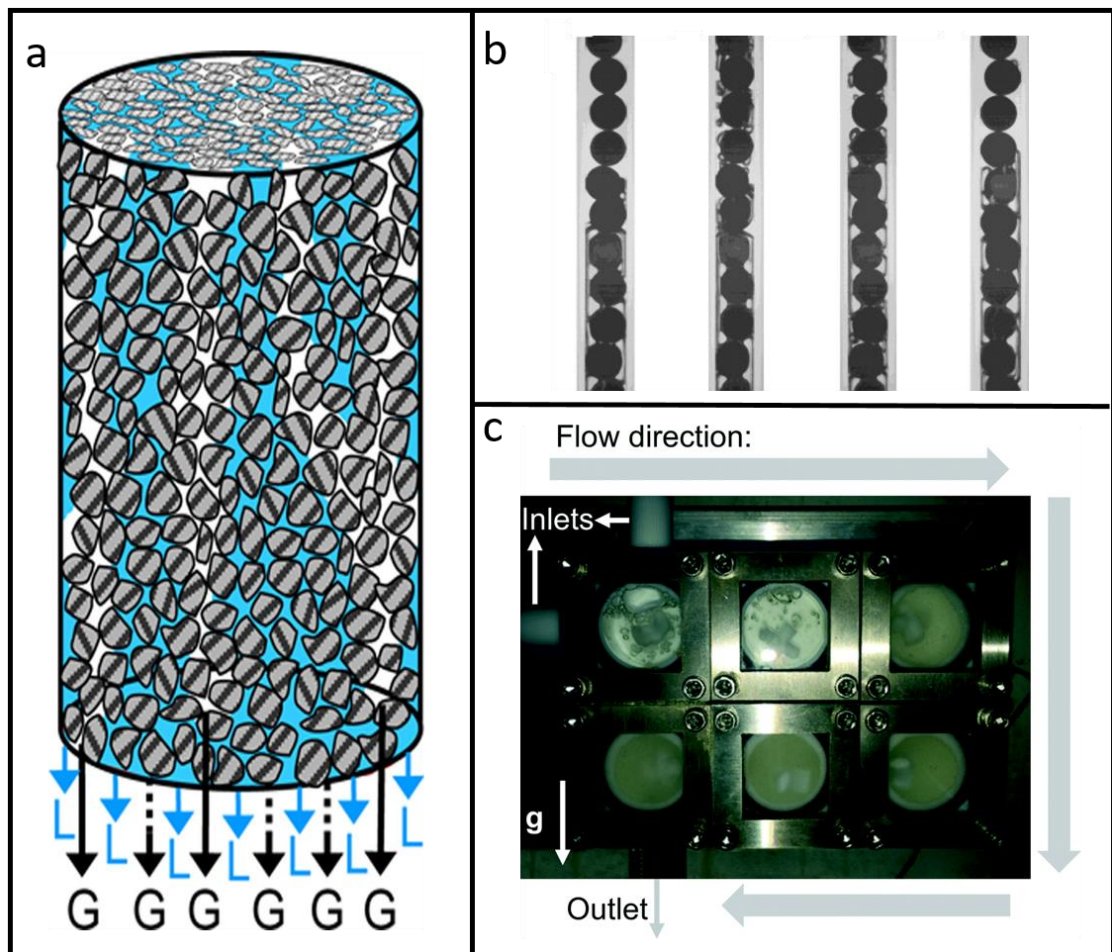 a
L L L L L L L
G G G G G G
b
c
Flow direction:
Inlets
g
Outlet